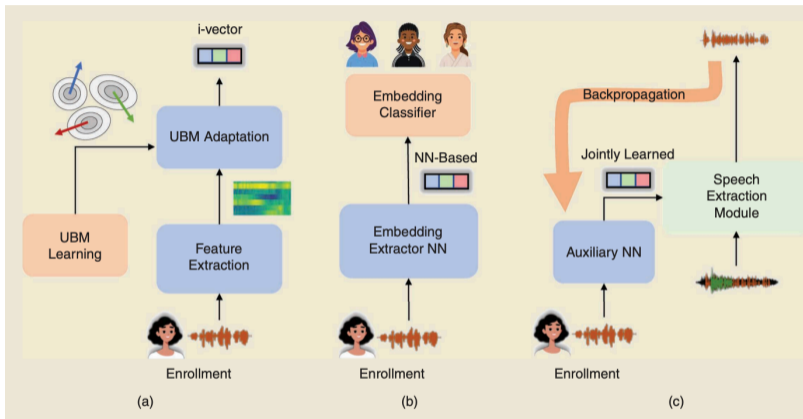 i-vector
UBM Adaptation
UBM
Learning
Feature
Extraction
Enrollment
(a)
Embedding
Classifier
NN-Based
Embedding
Extractor NN
Enrollment
(b)
Backpropagation
Jointly Learned
Speech
Extraction
Module
Auxiliary NN
Enrollment
(c)